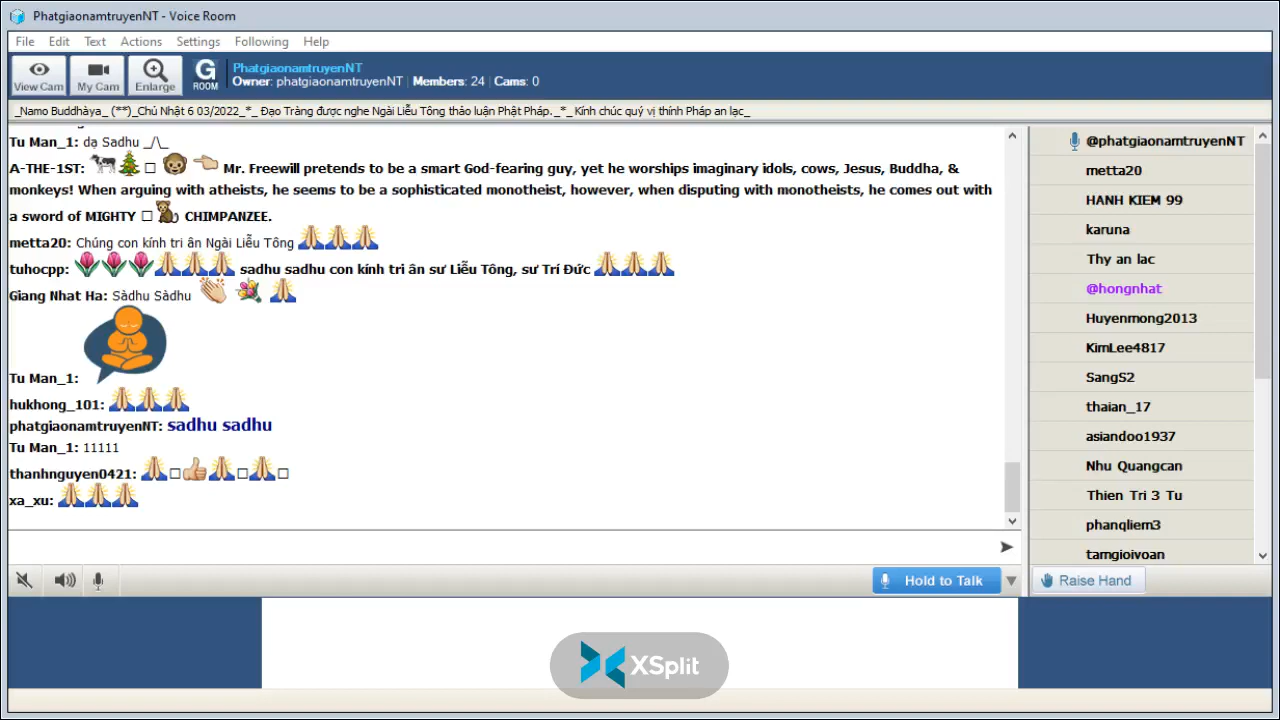 PhatgiaonamtruyenNT - Voice Room
File Edit Text Actions Settings Following Help
View Cam
My Cam
Enlarge
G ROOM
PhatgiaonamtruyenNT
Owner: phatgiaonamtruyenNT | Members: 24 | Cams: 0
_Namo Buddhàya_ (**)_Chủ Nhật 6 03/2022_*_ Đạo Tràng được nghe Ngài Liễu Tông thảo luận Phật Pháp._*_ Kính chúc quý vị thính Pháp an lạc_
Tu Man_1: dạ Sadhu _/\_
A-THE-1ST: Mr. Freewill pretends to be a smart God-fearing guy, yet he worships imaginary idols, cows, Jesus, Buddha, &
monkeys! When arguing with atheists, he seems to be a sophisticated monotheist, however, when disputing with monotheists, he comes out with
a sword of MIGHTY CHIMPANZEE.
metta20: Chúng con kính tri ân Ngài Liễu Tông
tuhocpp: sadhu sadhu con kính tri ân sư Liễu Tông, sư Trí Đức
Giang Nhat Ha: Sàdhu Sàdhu
Tu Man_1:
hukhong_101:
phatgiaonamtruyenNT: sadhu sadhu
Tu Man_1: 11111
thanhnguyen0421:
xa_xu:
Hold to Talk
@phatgiaonamtruyenNT
metta20
HANH KIEM 99
karuna
Thy an lac
@hongnhat
Huyenmong2013
KimLee4817
SangS2
thaian_17
asiandoo1937
Nhu Quangcan
Thien Tri 3 Tu
phanqliem3
tamgioivoan
Raise Hand
XSplit